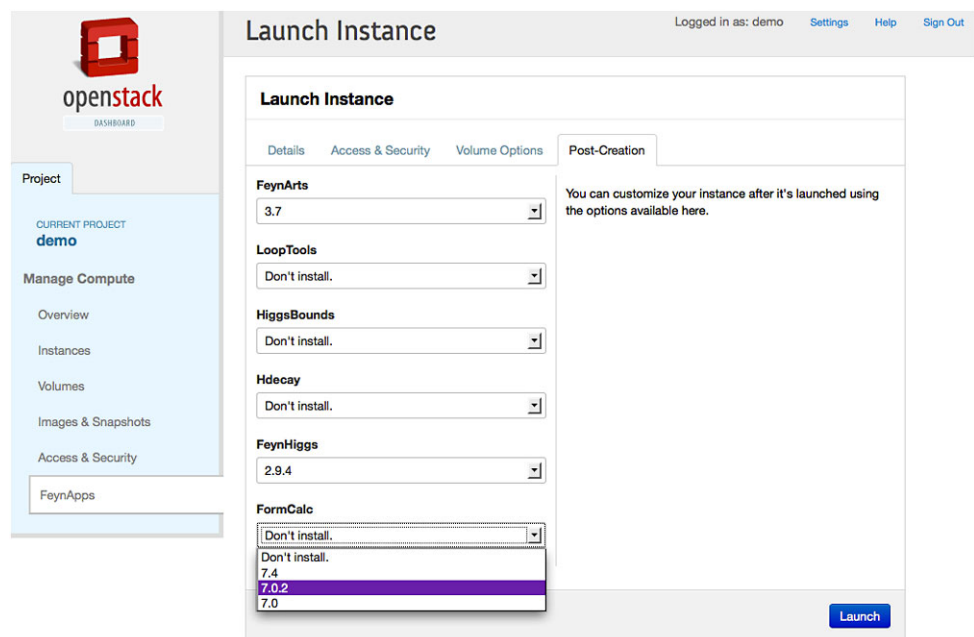 Launch Instance
Logged in as: demo Settings Help Sign Out
openstack
DASHBOARD
Project
CURRENT PROJECT
demo
Manage Compute
Overview
Instances
Volumes
Images & Snapshots
Access & Security
FeynApps
Launch Instance
Details Access & Security Volume Options Post-Creation
FeynArts
3.7
LoopTools
Don't install.
HiggsBounds
Don't install.
Hdecay
Don't install.
FeynHiggs
2.9.4
FormCalc
Don't install.
Don't install.
7.4
7.0.2
7.0
You can customize your instance after it's launched using
the options available here.
Launch